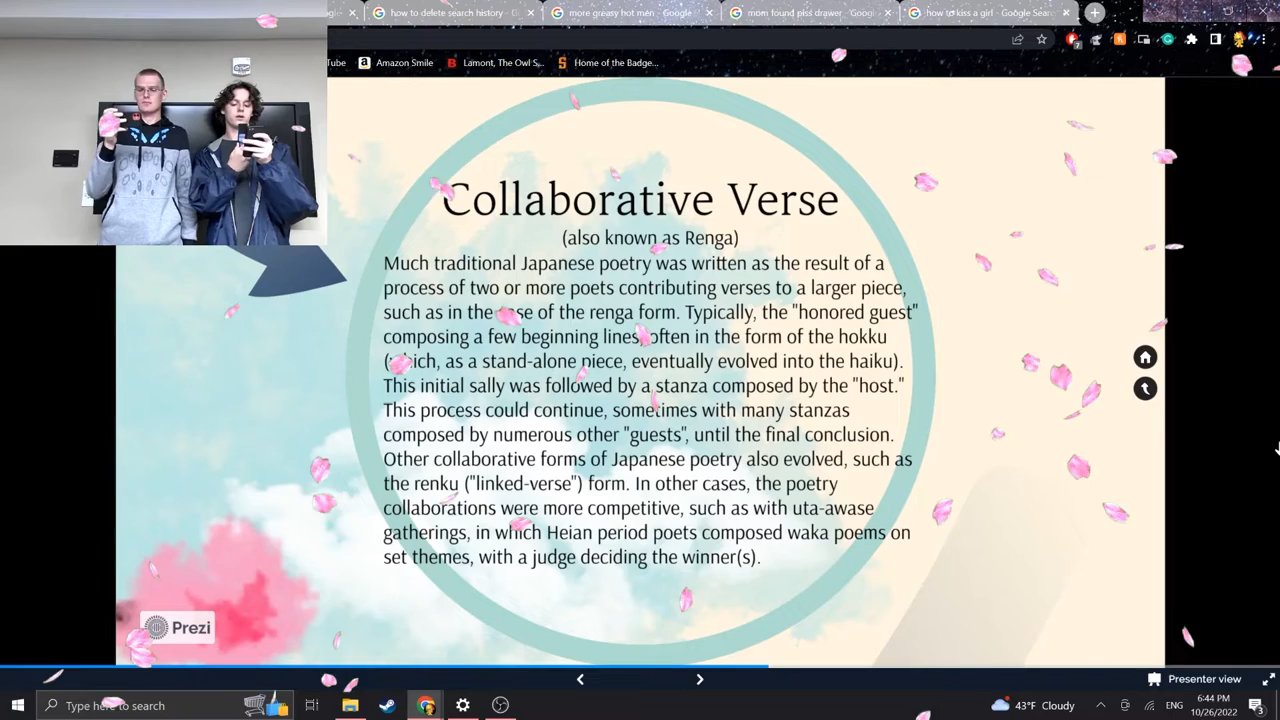 how to delete search history - G
more greasy hot men - Google
mom found piss drawer - Goog
how to kiss a girl - Google Sear
Tube
Amazon Smile
Lamont, The Owl S...
Home of the Badge...
Collaborative Verse
(also known as Renga)
Much traditional Japanese poetry was written as the result of a
process of two or more poets contributing verses to a larger piece,
such as in the case of the renga form. Typically, the "honored guest"
composing a few beginning lines, often in the form of the hokku
(which, as a stand-alone piece, eventually evolved into the haiku).
This initial sally was followed by a stanza composed by the "host."
This process could continue, sometimes with many stanzas
composed by numerous other "guests", until the final conclusion.
Other collaborative forms of Japanese poetry also evolved, such as
the renku ("linked-verse") form. In other cases, the poetry
collaborations were more competitive, such as with uta-awase
gatherings, in which Heian period poets composed waka poems on
set themes, with a judge deciding the winner(s).
Prezi
Presenter view
Type here to search
43°F Cloudy
ENG
6:44 PM
10/26/2022
3